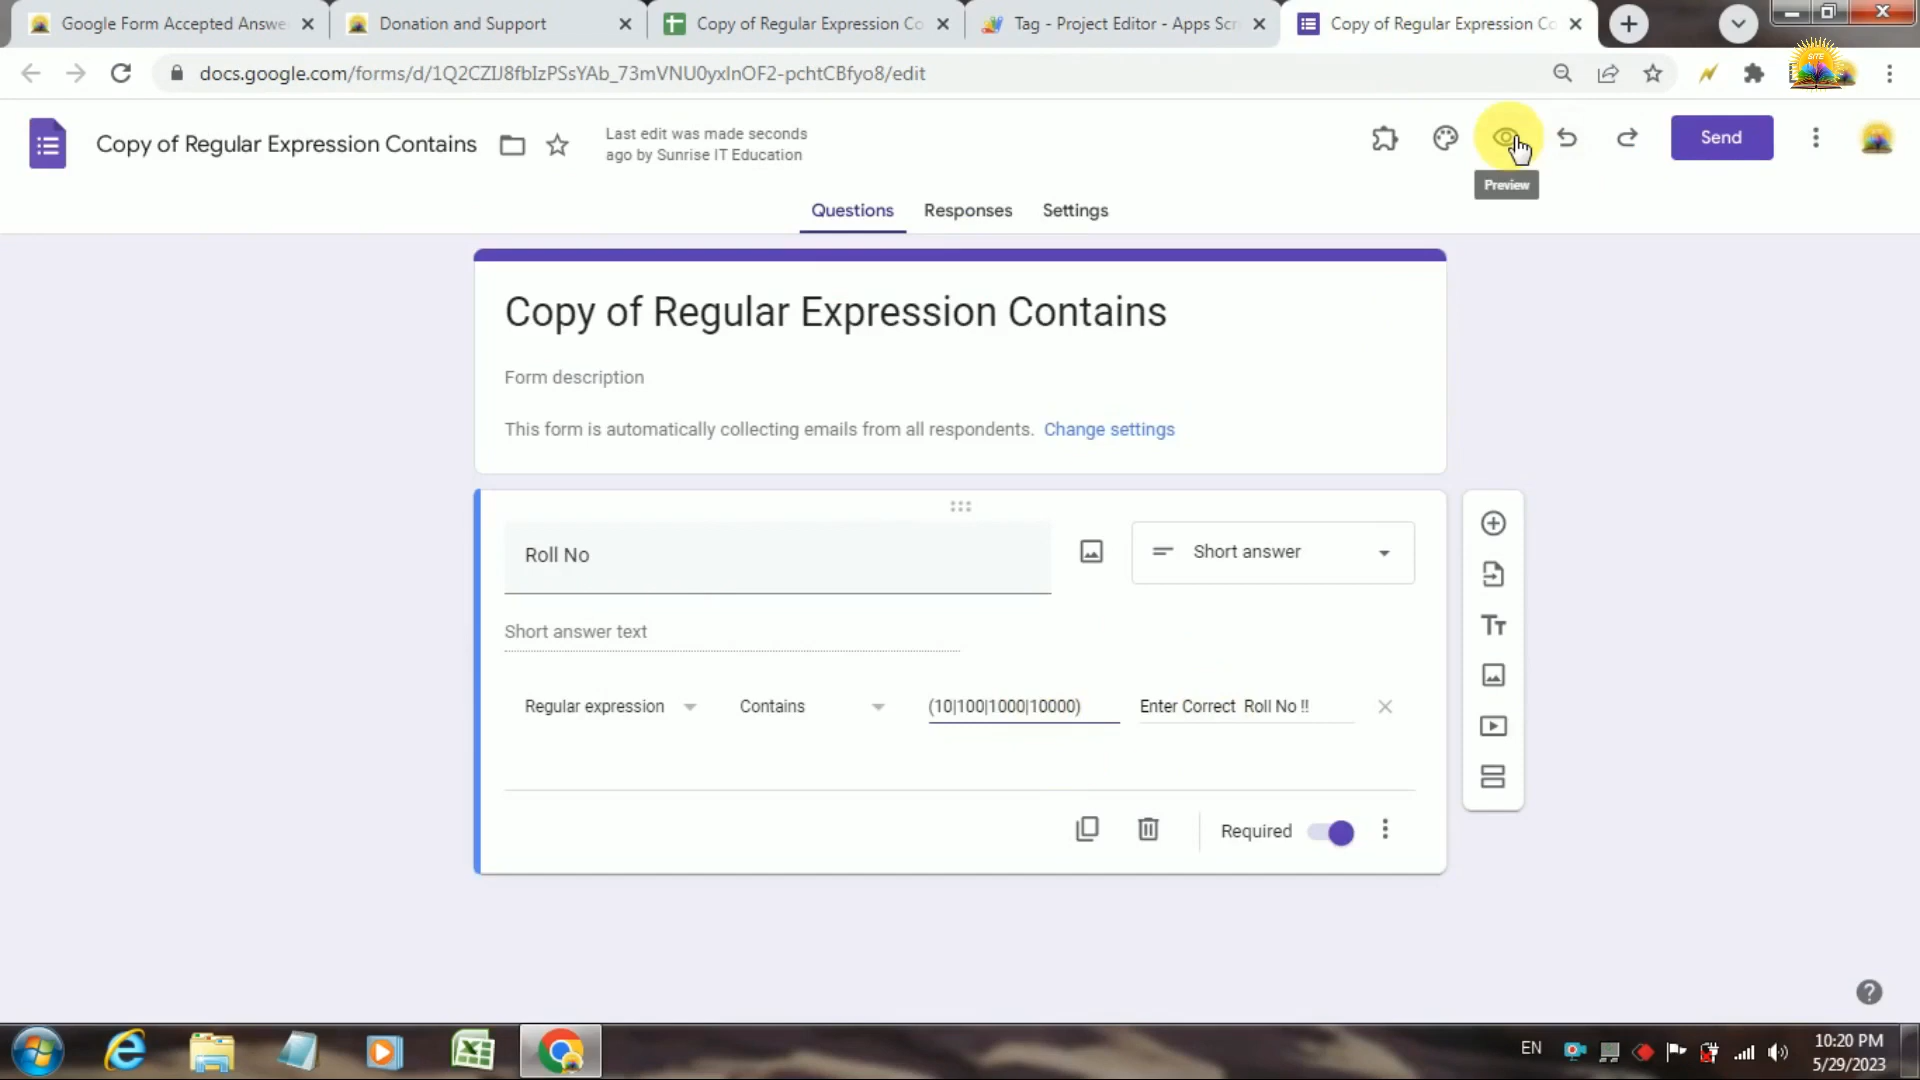 Google Form Accepted Answe
Donation and Support
Copy of Regular Expression Co
Tag - Project Editor - Apps Scr
Copy of Regular Expression Co
docs.google.com/forms/d/1Q2CZIJ8fbIzPSsYAb_73mVNU0yxlnOF2-pchtCBfyo8/edit
SITE
Copy of Regular Expression Contains
Last edit was made seconds
ago by Sunrise IT Education
Send
Preview
Questions
Responses
Settings
Copy of Regular Expression Contains
Form description
This form is automatically collecting emails from all respondents. Change settings
Roll No
Short answer
Short answer text
Regular expression
Contains
(10|100|1000|10000)
Enter Correct  Roll No !!
Required
EN
10:20 PM
5/29/2023